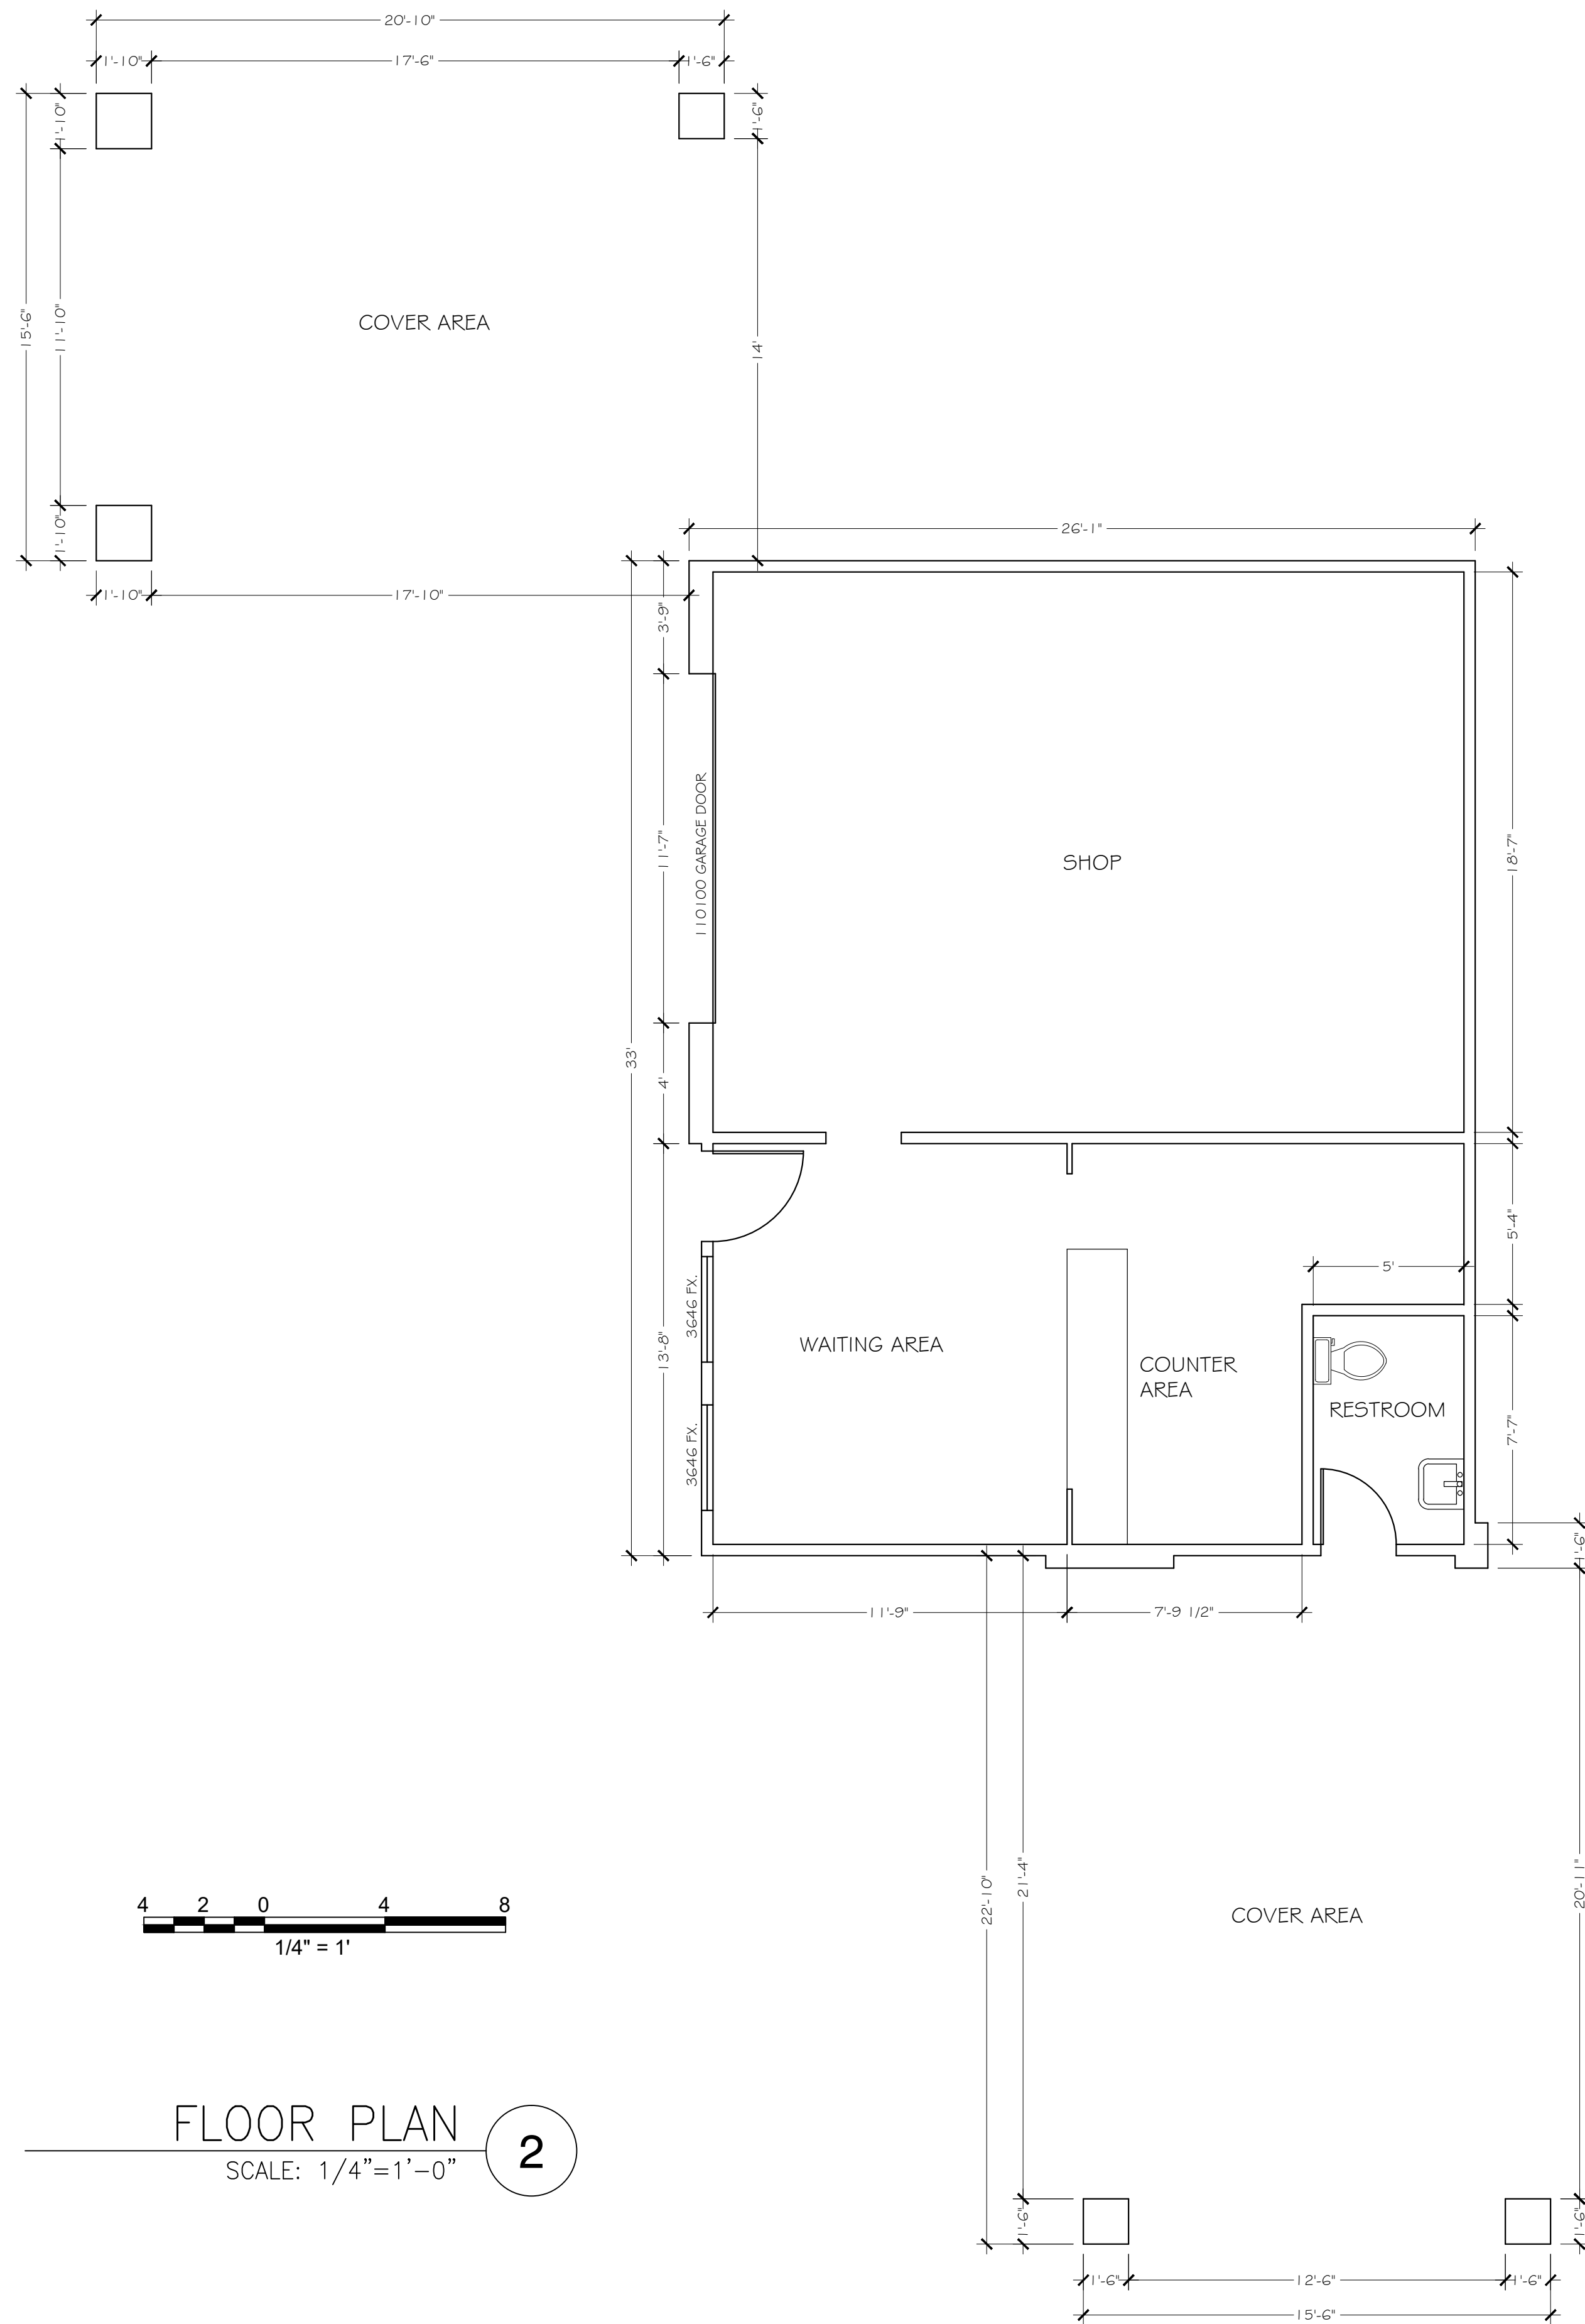 20'-10"
1'-10"
17'-6"
1'-6"
1'-10"
1'-6"
15'-6"
11'-10"
COVER AREA
14'
1'-10"
26'-1"
1'-10"
17'-10"
3'-9"
110100 GARAGE DOOR
11'-7"
SHOP
18'-7"
33'
4'
5'-4"
5'
3646 FX.
13'-8"
WAITING AREA
COUNTER
AREA
RESTROOM
7'-7"
3646 FX.
1'-6"
11'-9"
7'-9 1/2"
22'-10"
21'-4"
COVER AREA
20'-11"
4 2 0 4 8
1/4" = 1'
FLOOR PLAN
2
SCALE: 1/4"=1'-0"
1'-6"
1'-6"
1'-6"
12'-6"
1'-6"
15'-6"